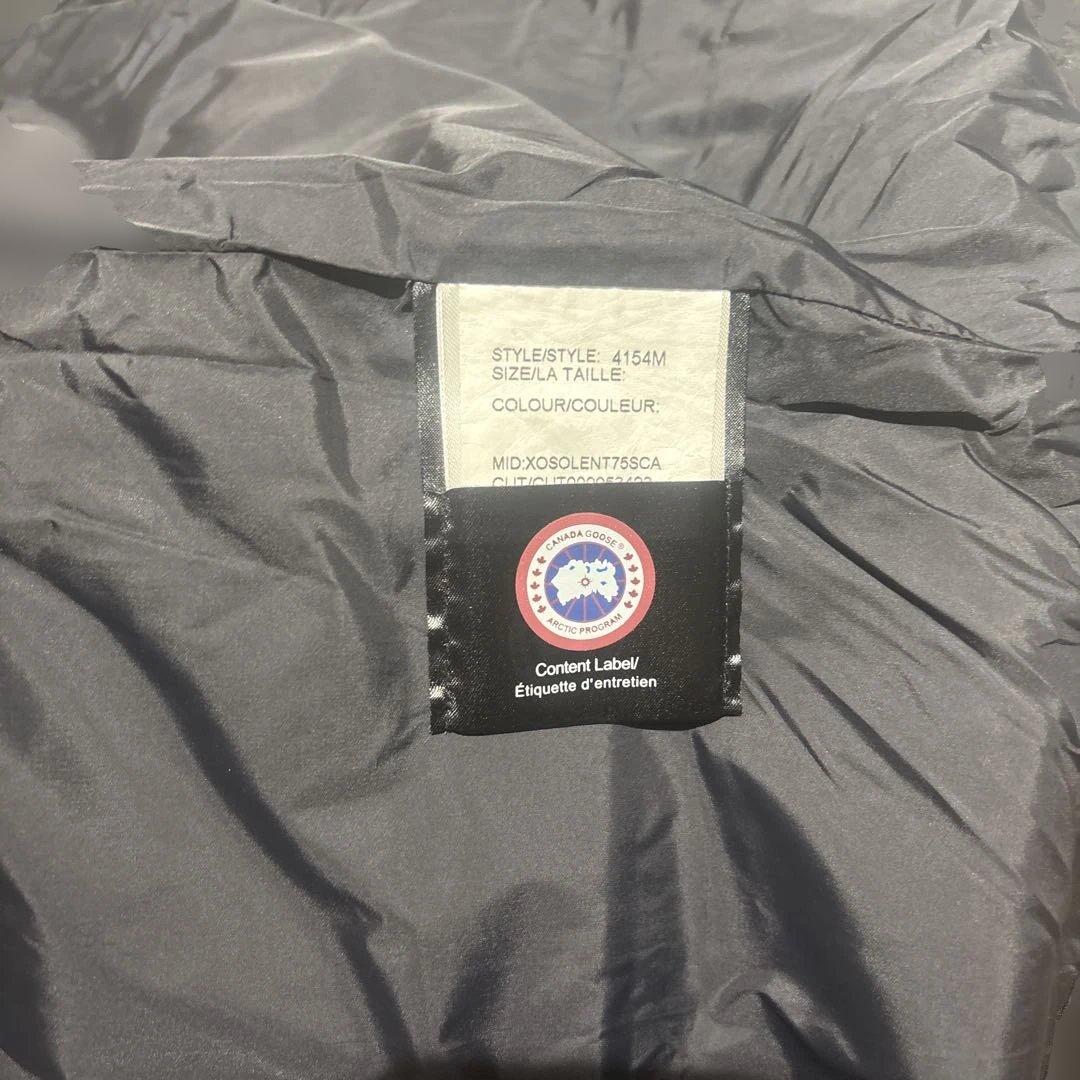 STYLE/STYLE: 4154M
SIZE/LA TAILLE:
COLOUR/COULEUR:
MID:XOSOLENT75SCA
CANADA GOOSE®
ARCTIC PROGRAM
Content Label/
Étiquette d'entretien